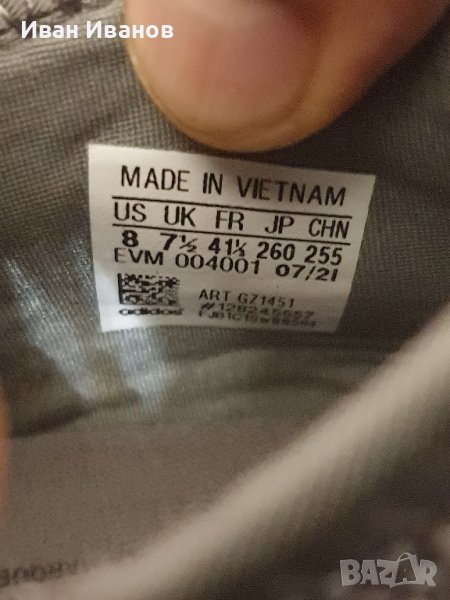 Иван Иванов
MADE IN VIETNAM
US UK FR JP CHN
8 7½ 41⅓ 260 255
EVM 004001 07/21
ART GZ1451
adidas
BAZAR